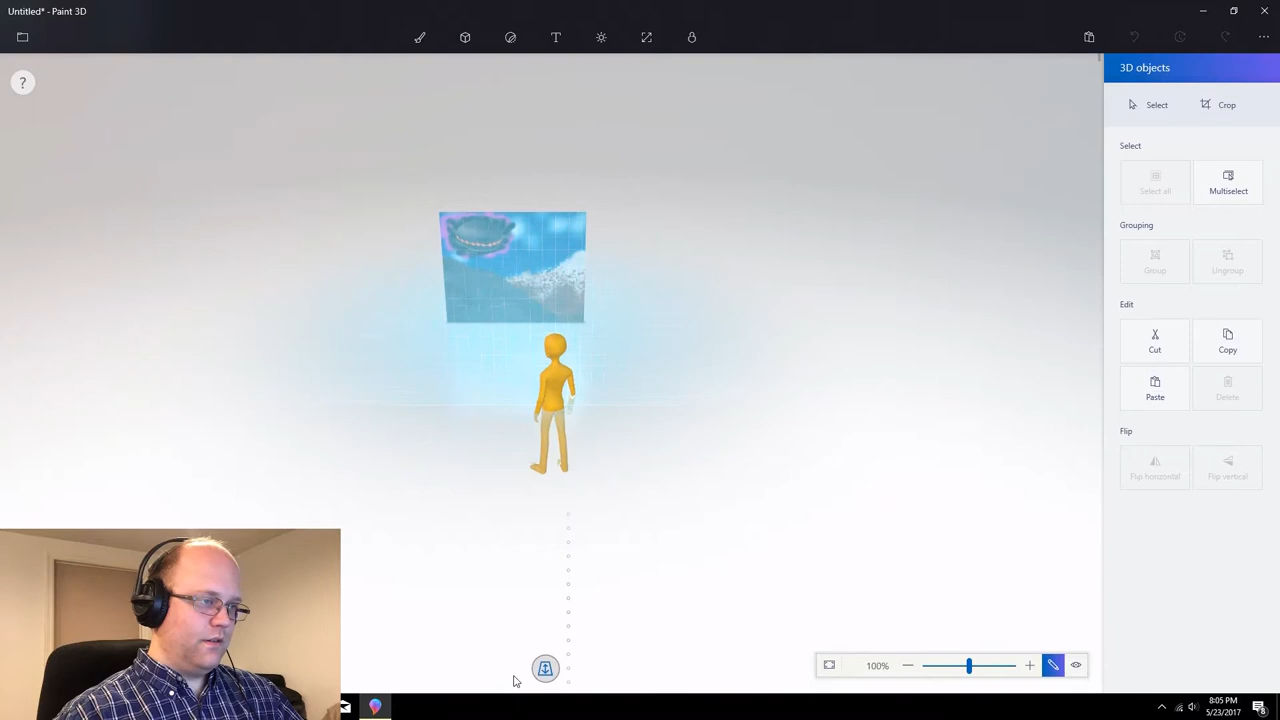 Untitled* - Paint 3D
3D objects
Select
Crop
Select
Select all
Multiselect
Grouping
Group
Ungroup
Edit
Cut
Copy
Paste
Delete
Flip
Flip horizontal
Flip vertical
100%
8:05 PM
5/23/2017
8